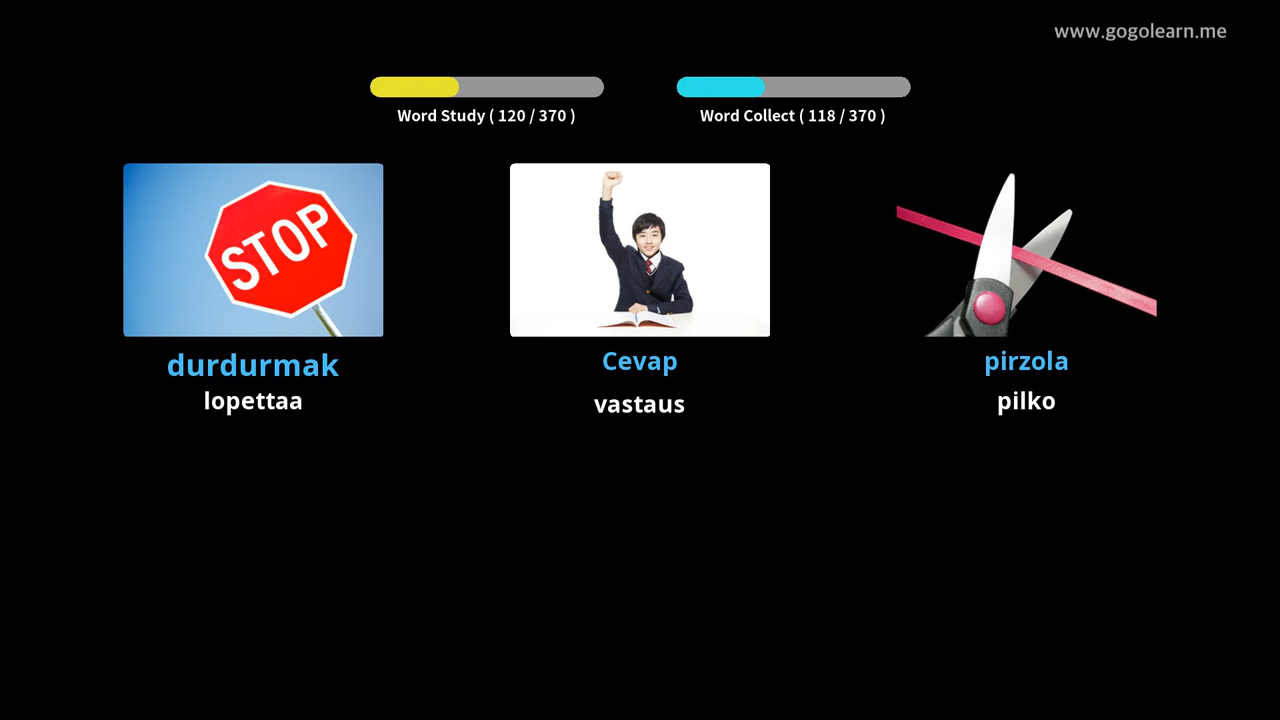 www.gogolearn.me
Word Study ( 120 / 370 )
Word Collect ( 118 / 370 )
STOP
durdurmak
lopettaa
Cevap
vastaus
pirzola
pilko